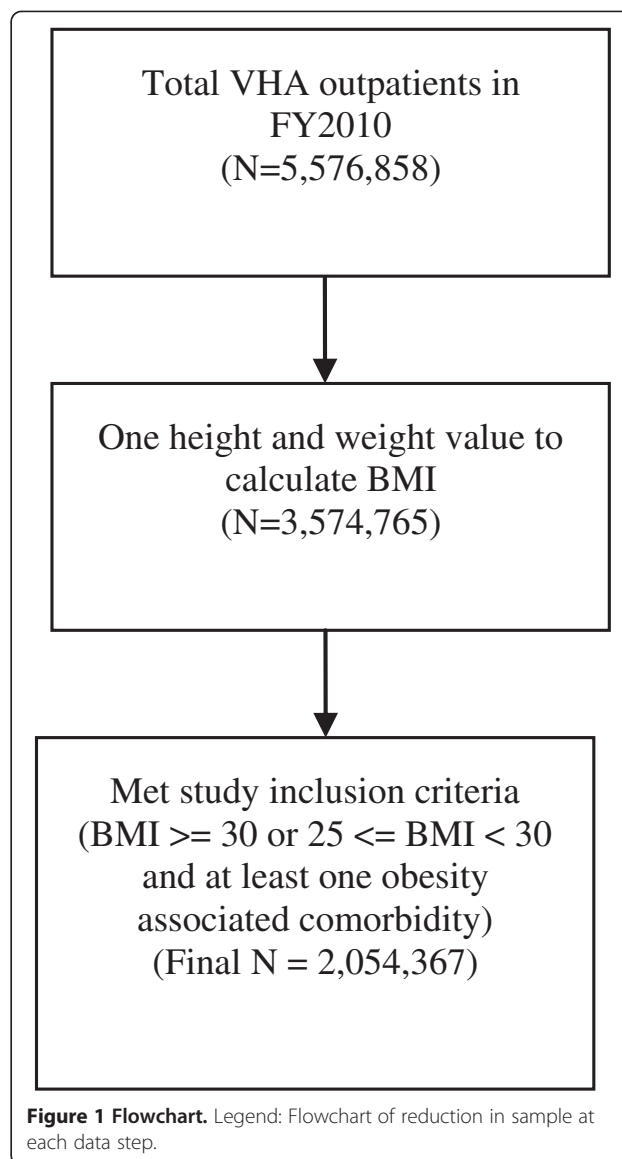 Total VHA outpatients in
FY2010
(N=5,576,858)
One height and weight value to
calculate BMI
(N=3,574,765)
Met study inclusion criteria
(BMI >= 30 or 25 <= BMI < 30
and at least one obesity
associated comorbidity)
(Final N = 2,054,367)
Figure 1 Flowchart. Legend: Flowchart of reduction in sample at
each data step.